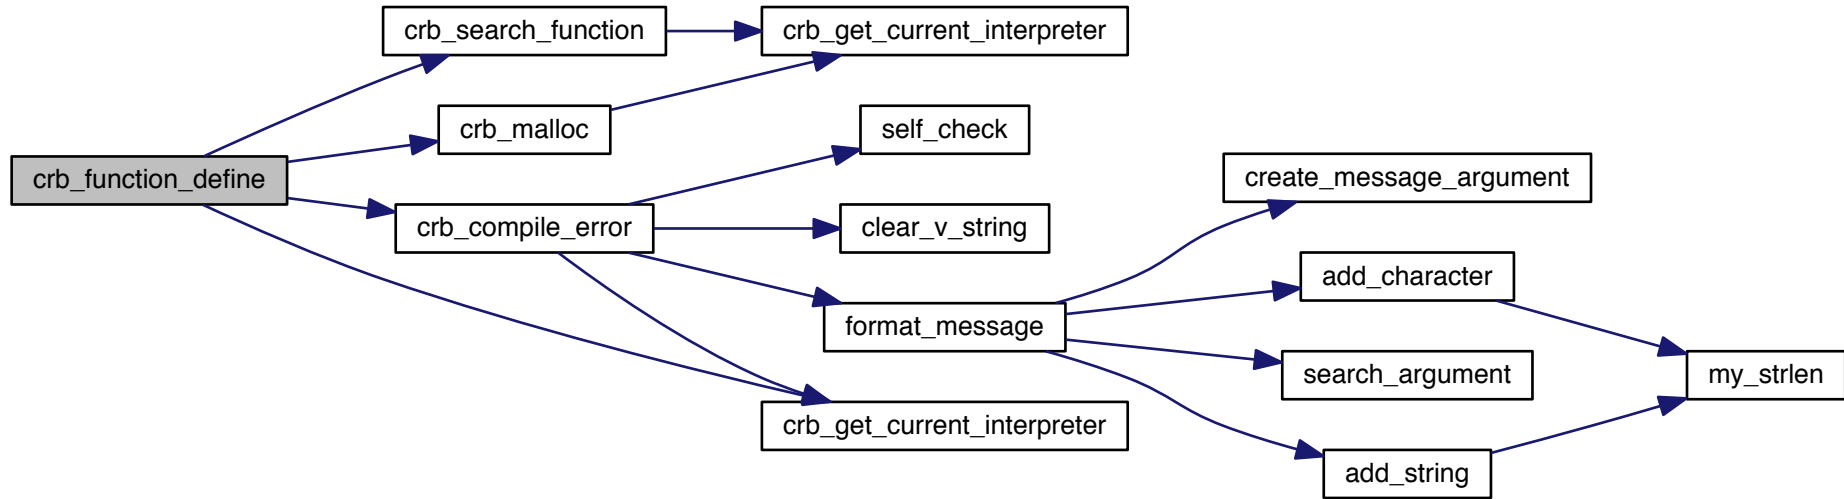 crb_search_function
crb_get_current_interpreter
crb_malloc
self_check
crb_function_define
create_message_argument
crb_compile_error
clear_v_string
add_character
format_message
search_argument
my_strlen
crb_get_current_interpreter
add_string